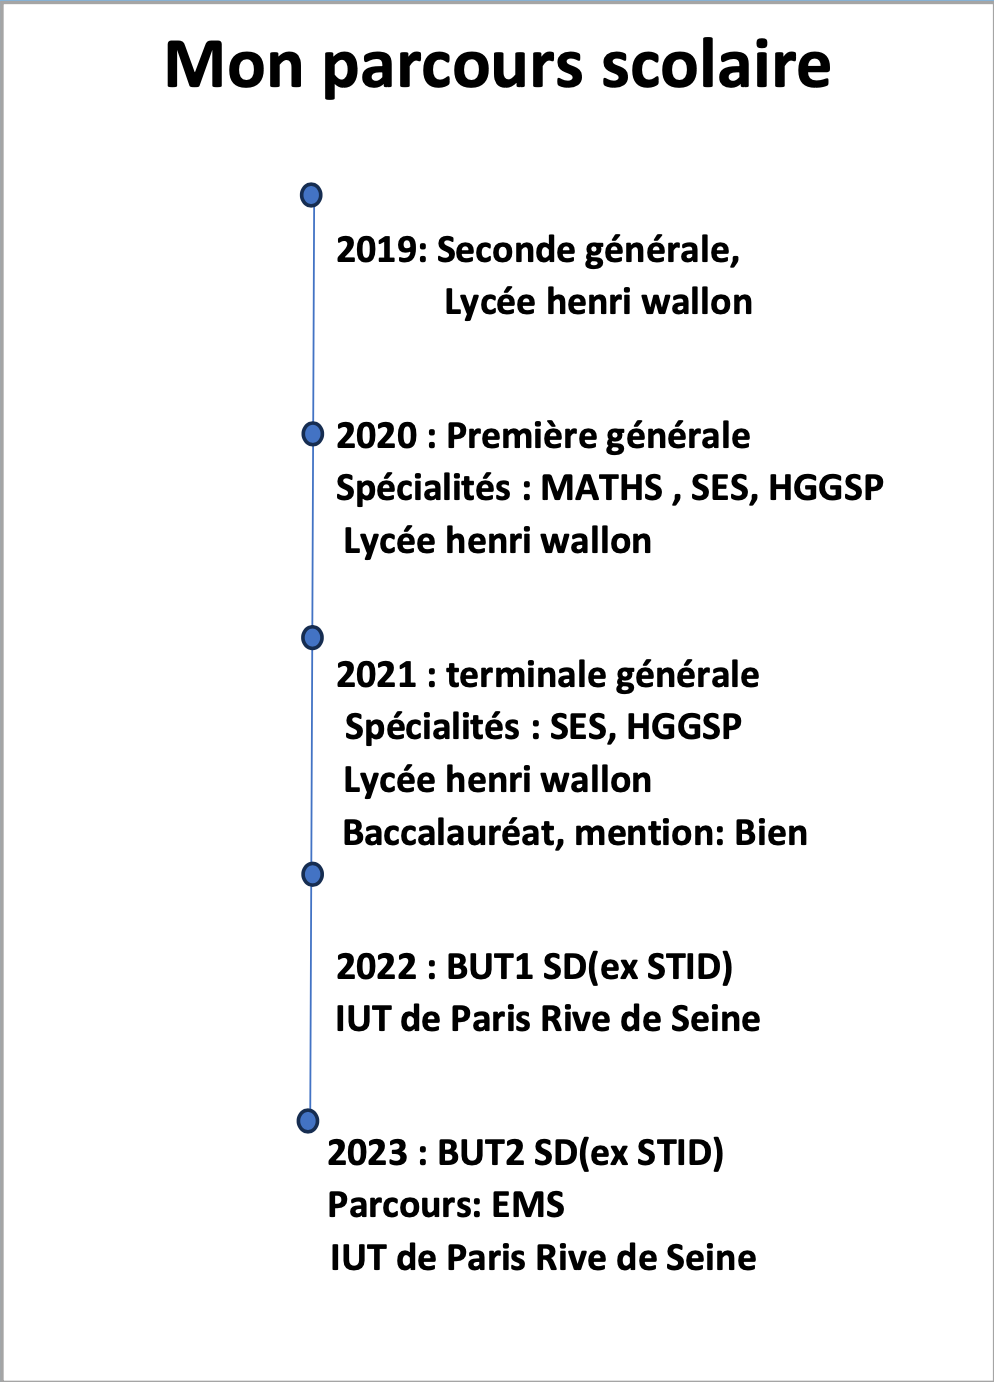 Mon parcours scolaire
2019: Seconde générale,
Lycée henri wallon
2020 : Première générale
Spécialités : MATHS , SES, HGGSP
Lycée henri wallon
2021 : terminale générale
Spécialités : SES, HGGSP
Lycée henri wallon
Baccalauréat, mention: Bien
2022 : BUT1 SD(ex STID)
IUT de Paris Rive de Seine
2023 : BUT2 SD(ex STID)
Parcours: EMS
IUT de Paris Rive de Seine